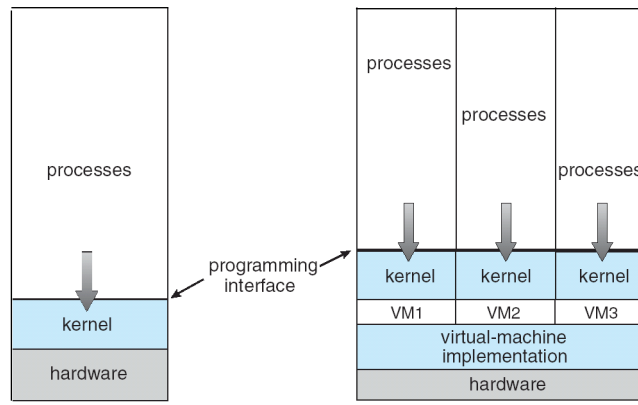 processes
kernel
hardware
programming
interface
processes
processes
processes
kernel
kernel
kernel
VM1
VM2
VM3
virtual-machine
implementation
hardware